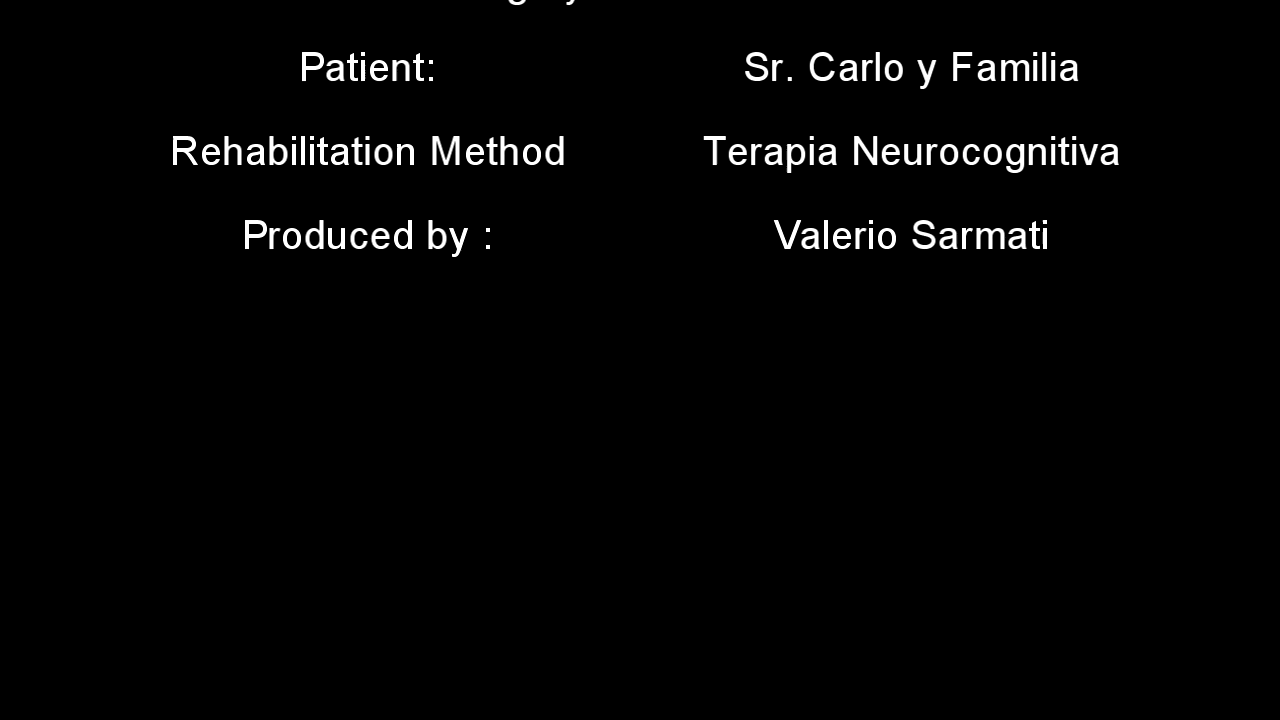 Patient: Sr. Carlo y Familia
Rehabilitation Method Terapia Neurocognitiva
Produced by : Valerio Sarmati